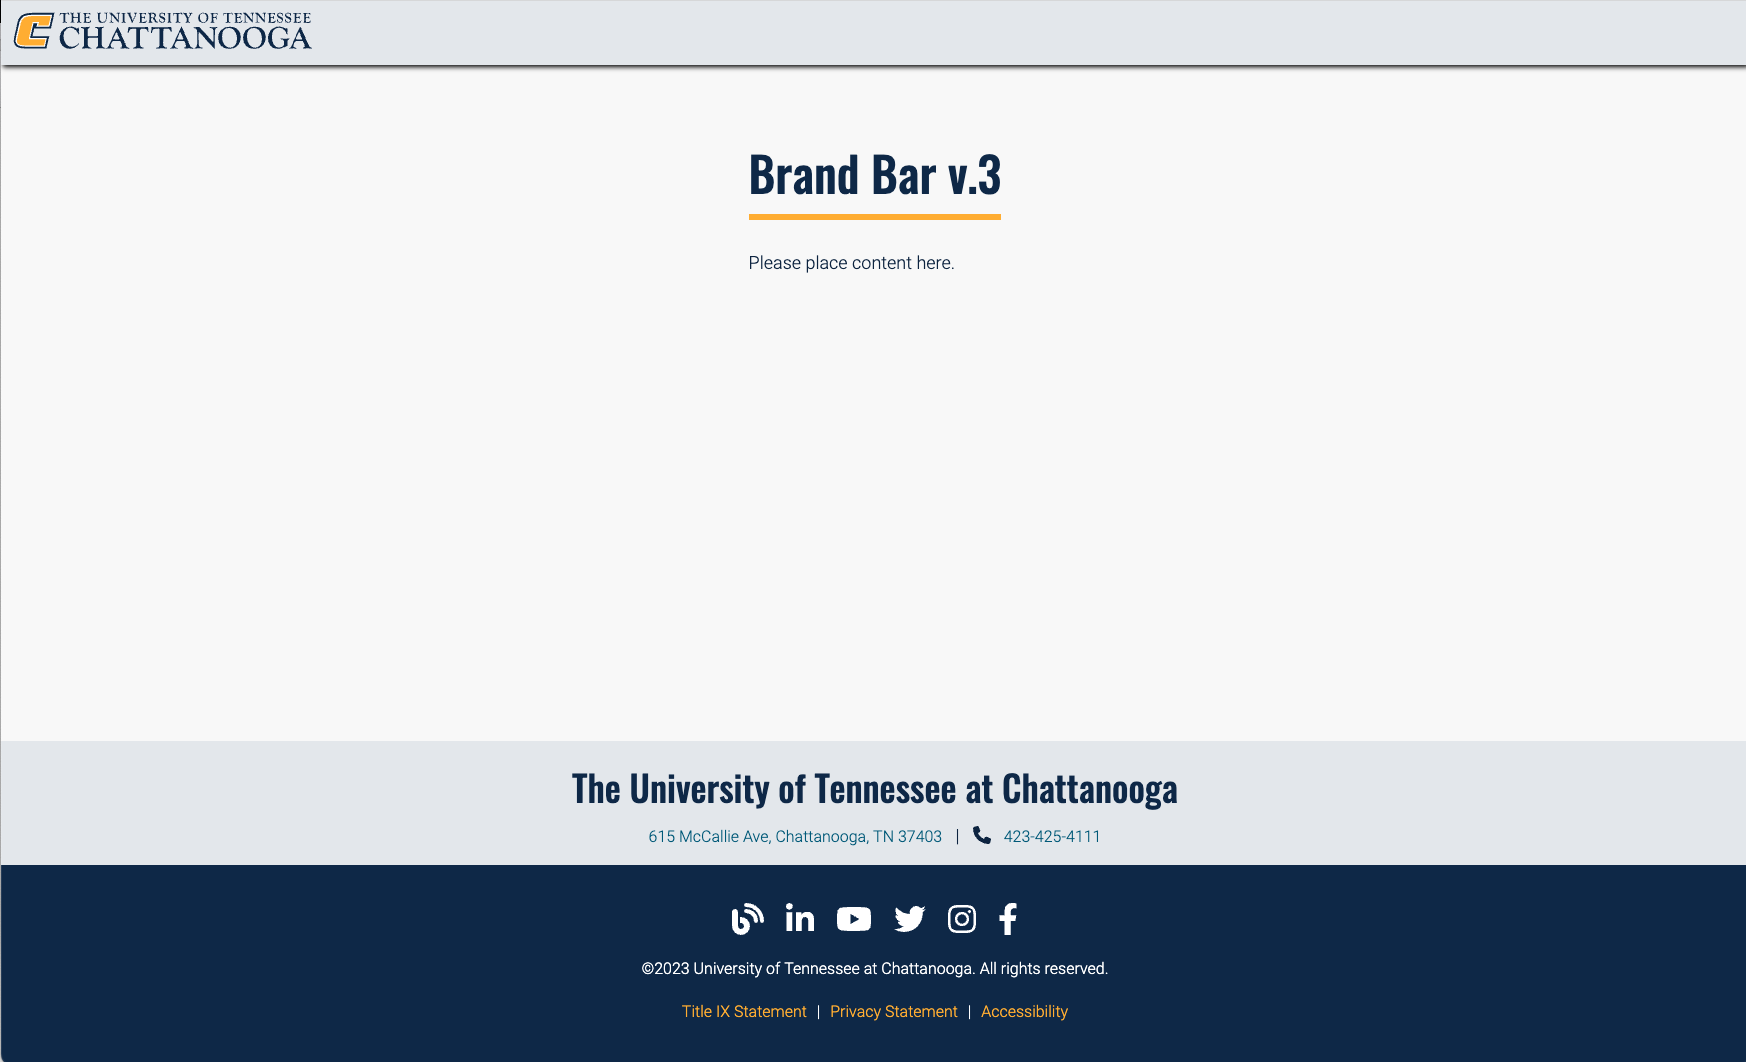 THE UNIVERSITY OF TENNESSEE
CHATTANOOGA
Brand Bar v.3
Please place content here.
The University of Tennessee at Chattanooga
615 McCallie Ave, Chattanooga, TN 37403 | 423-425-4111
©2023 University of Tennessee at Chattanooga. All rights reserved.
Title IX Statement | Privacy Statement | Accessibility